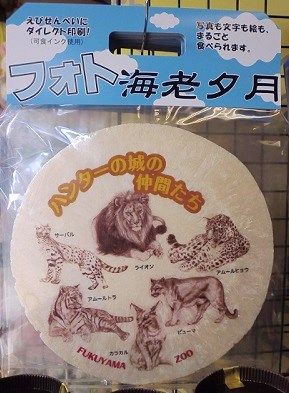 えびせんべいに
ダイレクト印刷!
(可食インク使用)
写真も文字も絵も、
まるごと
食べられます。
フォト海老夕月
ハンターの城の
仲間たち
サーバル
ライオン
アムールヒョウ
アムールトラ
ピューマ
カラカル
FUKUYAMA ZOO